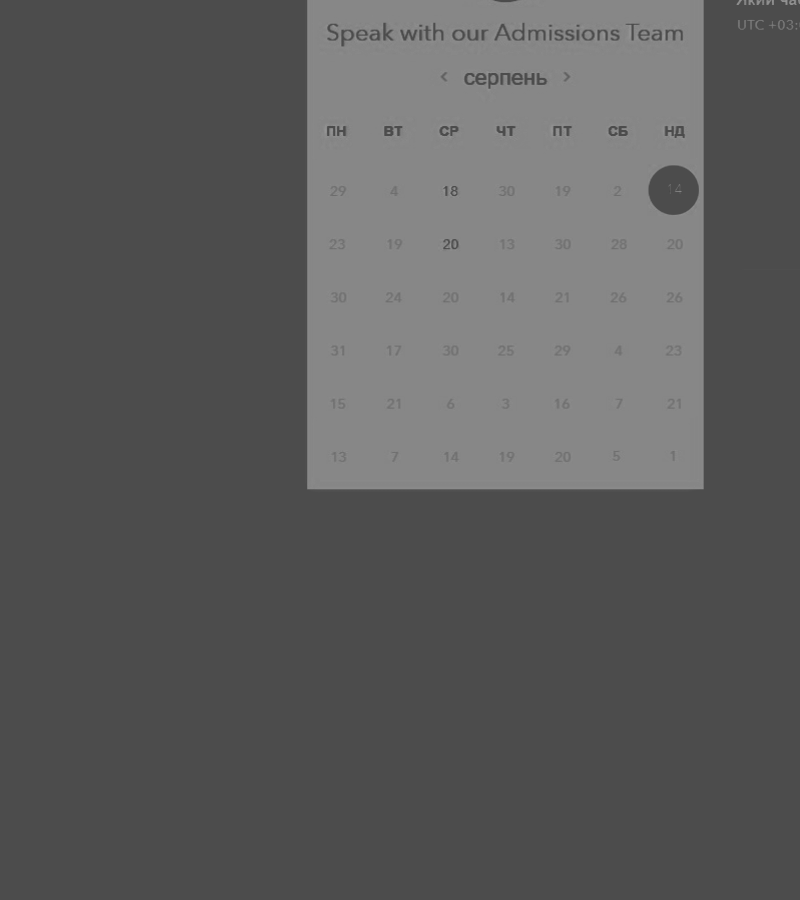 Який
UTC +03:
Speak with our Admissions Team
‹ серпень ›
ПН ВТ СР ЧТ ПТ СБ НД
29 4 18 30 19 2 14
23 19 20 13 30 28 20
30 24 20 14 21 26 26
31 17 30 25 29 4 23
15 21 6 3 16 7 21
13 7 14 19 20 5 1